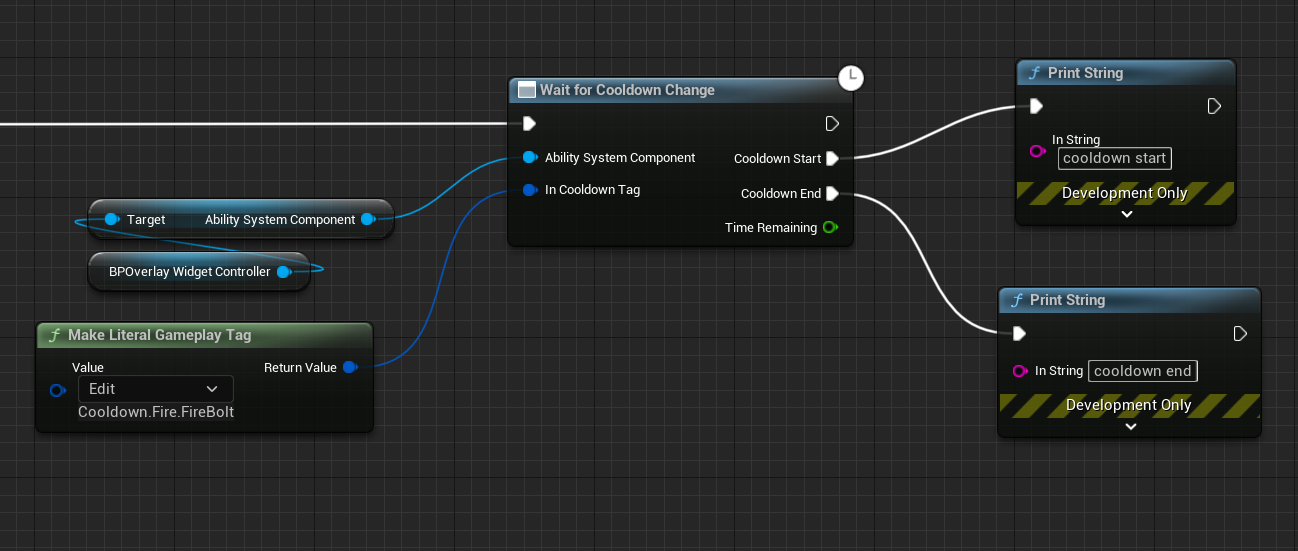 Wait for Cooldown Change
Ability System Component
Cooldown Start
In Cooldown Tag
Cooldown End
Time Remaining
Target
Ability System Component
BPOverlay Widget Controller
Make Literal Gameplay Tag
Value
Return Value
Edit
Cooldown.Fire.FireBolt
Print String
In String
cooldown start
Development Only
Print String
In String
cooldown end
Development Only